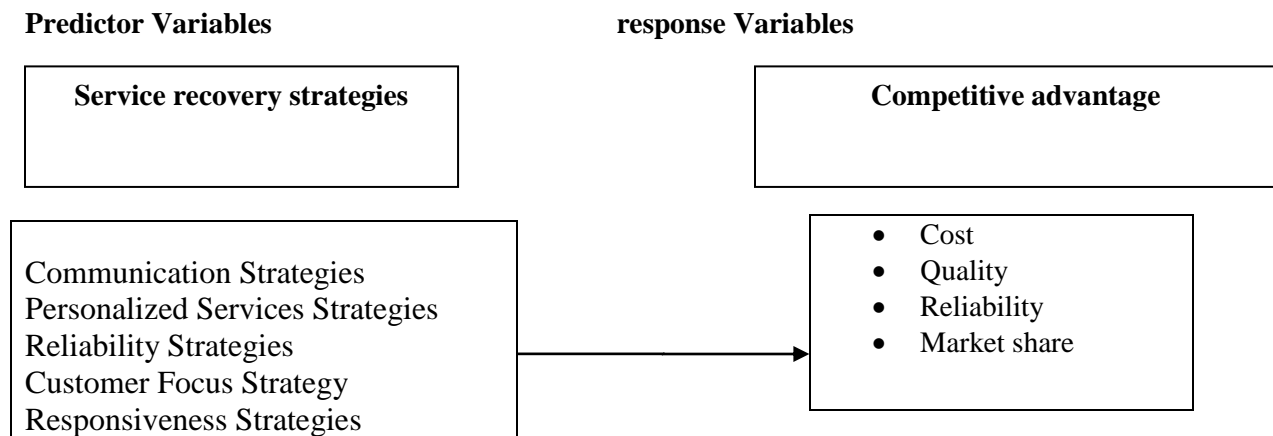 Predictor Variables
response Variables
Service recovery strategies
Competitive advantage
Communication Strategies
Personalized Services Strategies
Reliability Strategies
Customer Focus Strategy
Responsiveness Strategies
• Cost
• Quality
• Reliability
• Market share